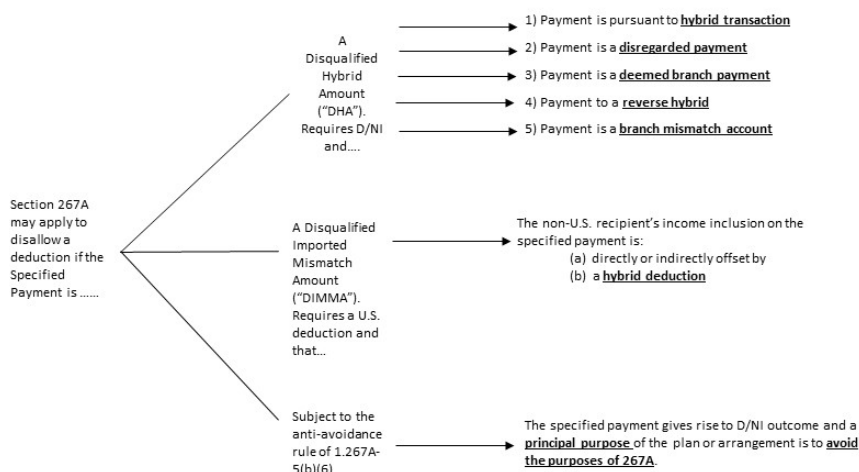 Section 267A
may apply to
disallow a
deduction if the
Specified
Payment is ……
A
Disqualified
Hybrid
Amount
(“DHA”).
Requires D/NI
and….
1) Payment is pursuant to hybrid transaction
2) Payment is a disregarded payment
3) Payment is a deemed branch payment
4) Payment to a reverse hybrid
5) Payment is a branch mismatch account
A Disqualified
Imported
Mismatch
Amount
(“DIMMA”).
Requires a U.S.
deduction and
that…
The non-U.S. recipient’s income inclusion on the
specified payment is:
(a) directly or indirectly offset by
(b) a hybrid deduction
Subject to the
anti-avoidance
rule of 1.267A-
5(b)(6)
The specified payment gives rise to D/NI outcome and a
principal purpose of the plan or arrangement is to avoid
the purposes of 267A.